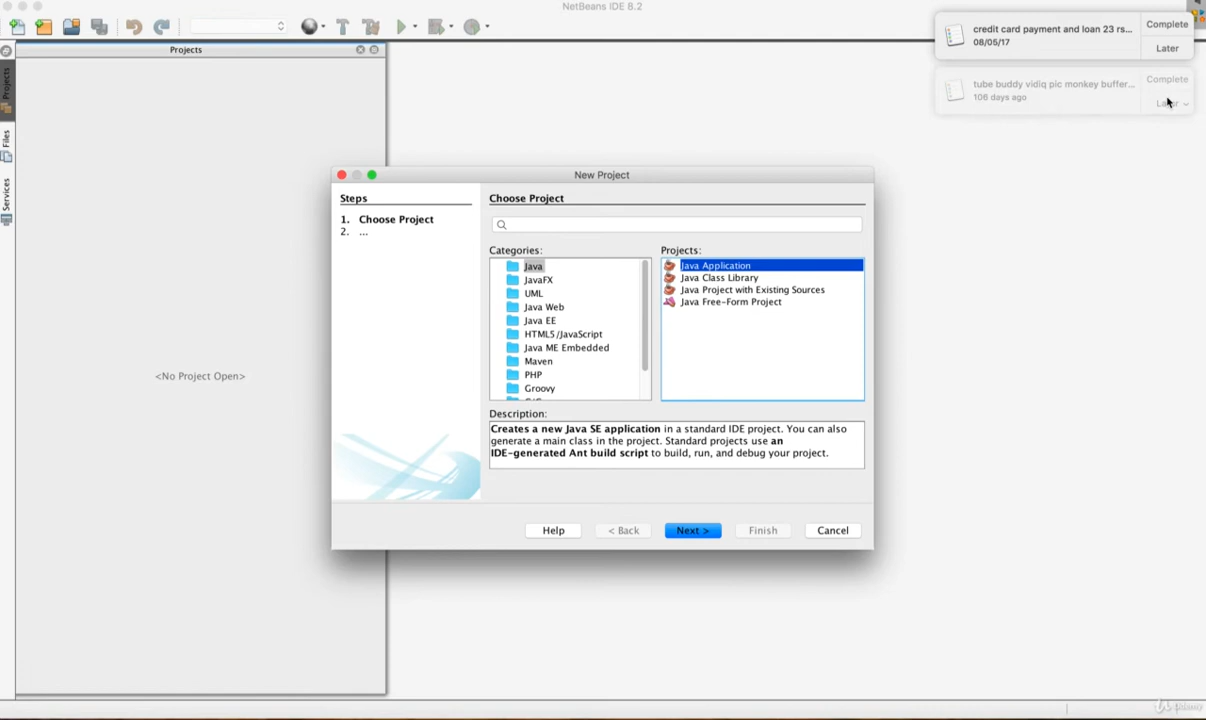 NetBeans IDE 8.2
Projects
Projects
Files
Services
<No Project Open>
credit card payment and loan 23 rs...
08/05/17
Complete
Later
tube buddy vidiq pic monkey buffer...
106 days ago
Complete
New Project
Steps
1. Choose Project
2. ...
Choose Project
Categories:
Java
JavaFX
UML
Java Web
Java EE
HTML5/JavaScript
Java ME Embedded
Maven
PHP
Groovy
Projects:
Java Application
Java Class Library
Java Project with Existing Sources
Java Free-Form Project
Description:
Creates a new Java SE application in a standard IDE project. You can also
generate a main class in the project. Standard projects use an
IDE-generated Ant build script to build, run, and debug your project.
Help
< Back
Next >
Finish
Cancel
Udemy